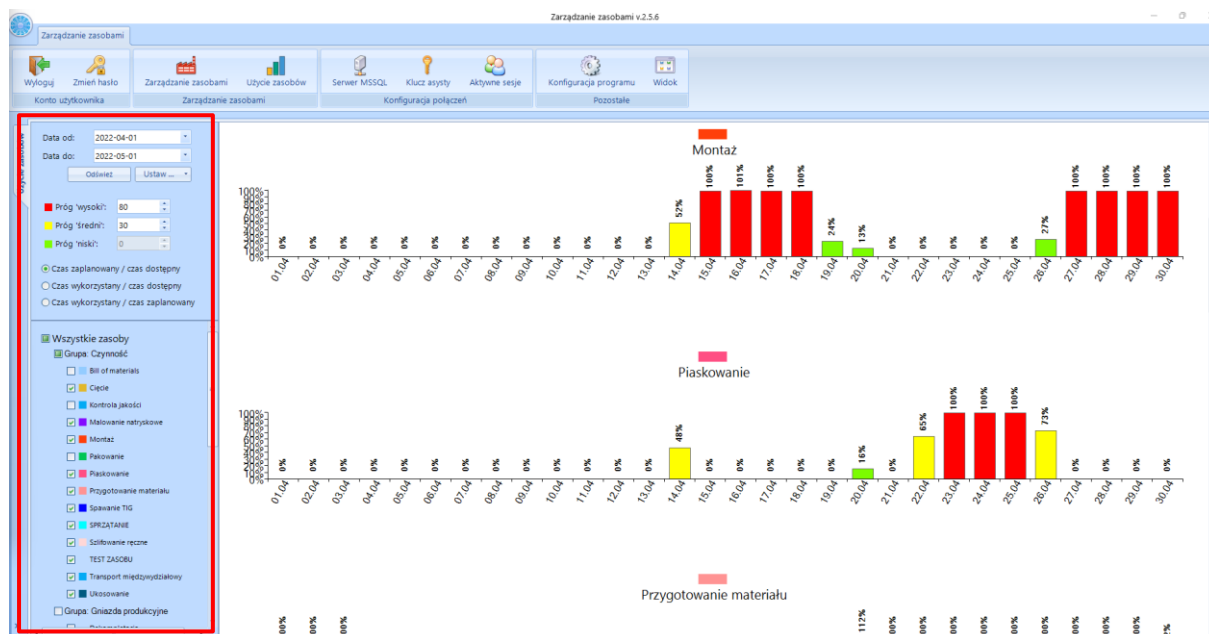 Zarządzanie zasobami v.2.5.6
Zarządzanie zasobami
Wyloguj Zmień hasło Zarządzanie zasobami Użycie zasobów Serwer MSSQL Klucz asysty Aktywne sesje Konfiguracja programu Widok
Konto użytkownika Zarządzanie zasobami Konfiguracja połączeń Pozostałe
Data od: 2022-04-01
Data do: 2022-05-01
Odśwież Ustaw ...
Próg 'wysoki': 80
Próg 'średni': 30
Próg 'niski': 0
Czas zaplanowany / czas dostępny
Czas wykorzystany / czas dostępny
Czas wykorzystany / czas zaplanowany
Wszystkie zasoby
Grupa: Czynność
Bill of materials
Cięcie
Kontrola jakości
Malowanie natryskowe
Montaż
Pakowanie
Piaskowanie
Przygotowanie materiału
Spawanie TIG
SPRZĄTANIE
Szlifowanie ręczne
TEST ZASOBU
Transport międzywydziałowy
Ukosowanie
Grupa: Gniazda produkcyjne
Montaż
0% 0% 0% 0% 0% 0% 0% 0% 0% 0% 0% 0% 0% 52% 100% 101% 100% 100% 24% 13% 0% 0% 0% 0% 0% 27% 100% 100% 100% 100%
01.04 02.04 03.04 04.04 05.04 06.04 07.04 08.04 09.04 10.04 11.04 12.04 13.04 14.04 15.04 16.04 17.04 18.04 19.04 20.04 21.04 22.04 23.04 24.04 25.04 26.04 27.04 28.04 29.04 30.04
Piaskowanie
0% 0% 0% 0% 0% 0% 0% 0% 0% 0% 0% 0% 0% 48% 0% 0% 0% 0% 0% 16% 0% 65% 100% 100% 100% 73% 0% 0% 0% 0%
01.04 02.04 03.04 04.04 05.04 06.04 07.04 08.04 09.04 10.04 11.04 12.04 13.04 14.04 15.04 16.04 17.04 18.04 19.04 20.04 21.04 22.04 23.04 24.04 25.04 26.04 27.04 28.04 29.04 30.04
Przygotowanie materiału
112%